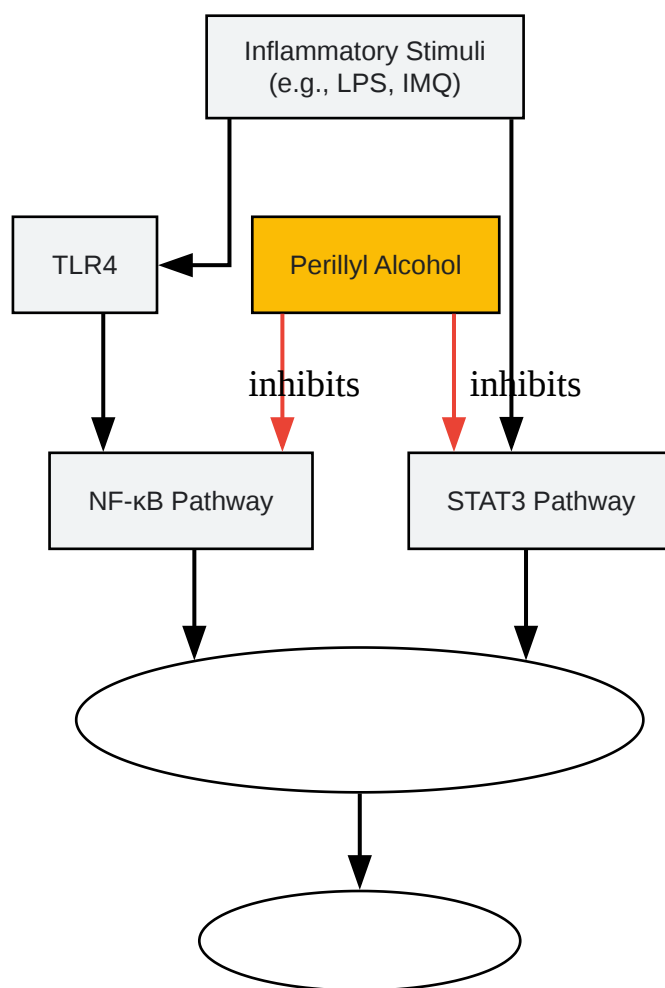 Inflammatory Stimuli
(e.g., LPS, IMQ)
TLR4
Perillyl Alcohol
inhibits
inhibits
NF-κB Pathway
STAT3 Pathway